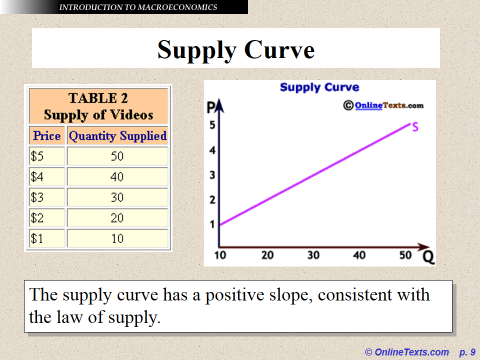 INTRODUCTION TO MACROECONOMICS
Supply Curve
TABLE 2
Supply of Videos
Price Quantity Supplied
$5 50
$4 40
$3 30
$2 20
$1 10
Supply Curve
© OnlineTexts.com
P
5
4
3
2
1
S
10 20 30 40 50 Q
The supply curve has a positive slope, consistent with
the law of supply.
© OnlineTexts.com p. 9